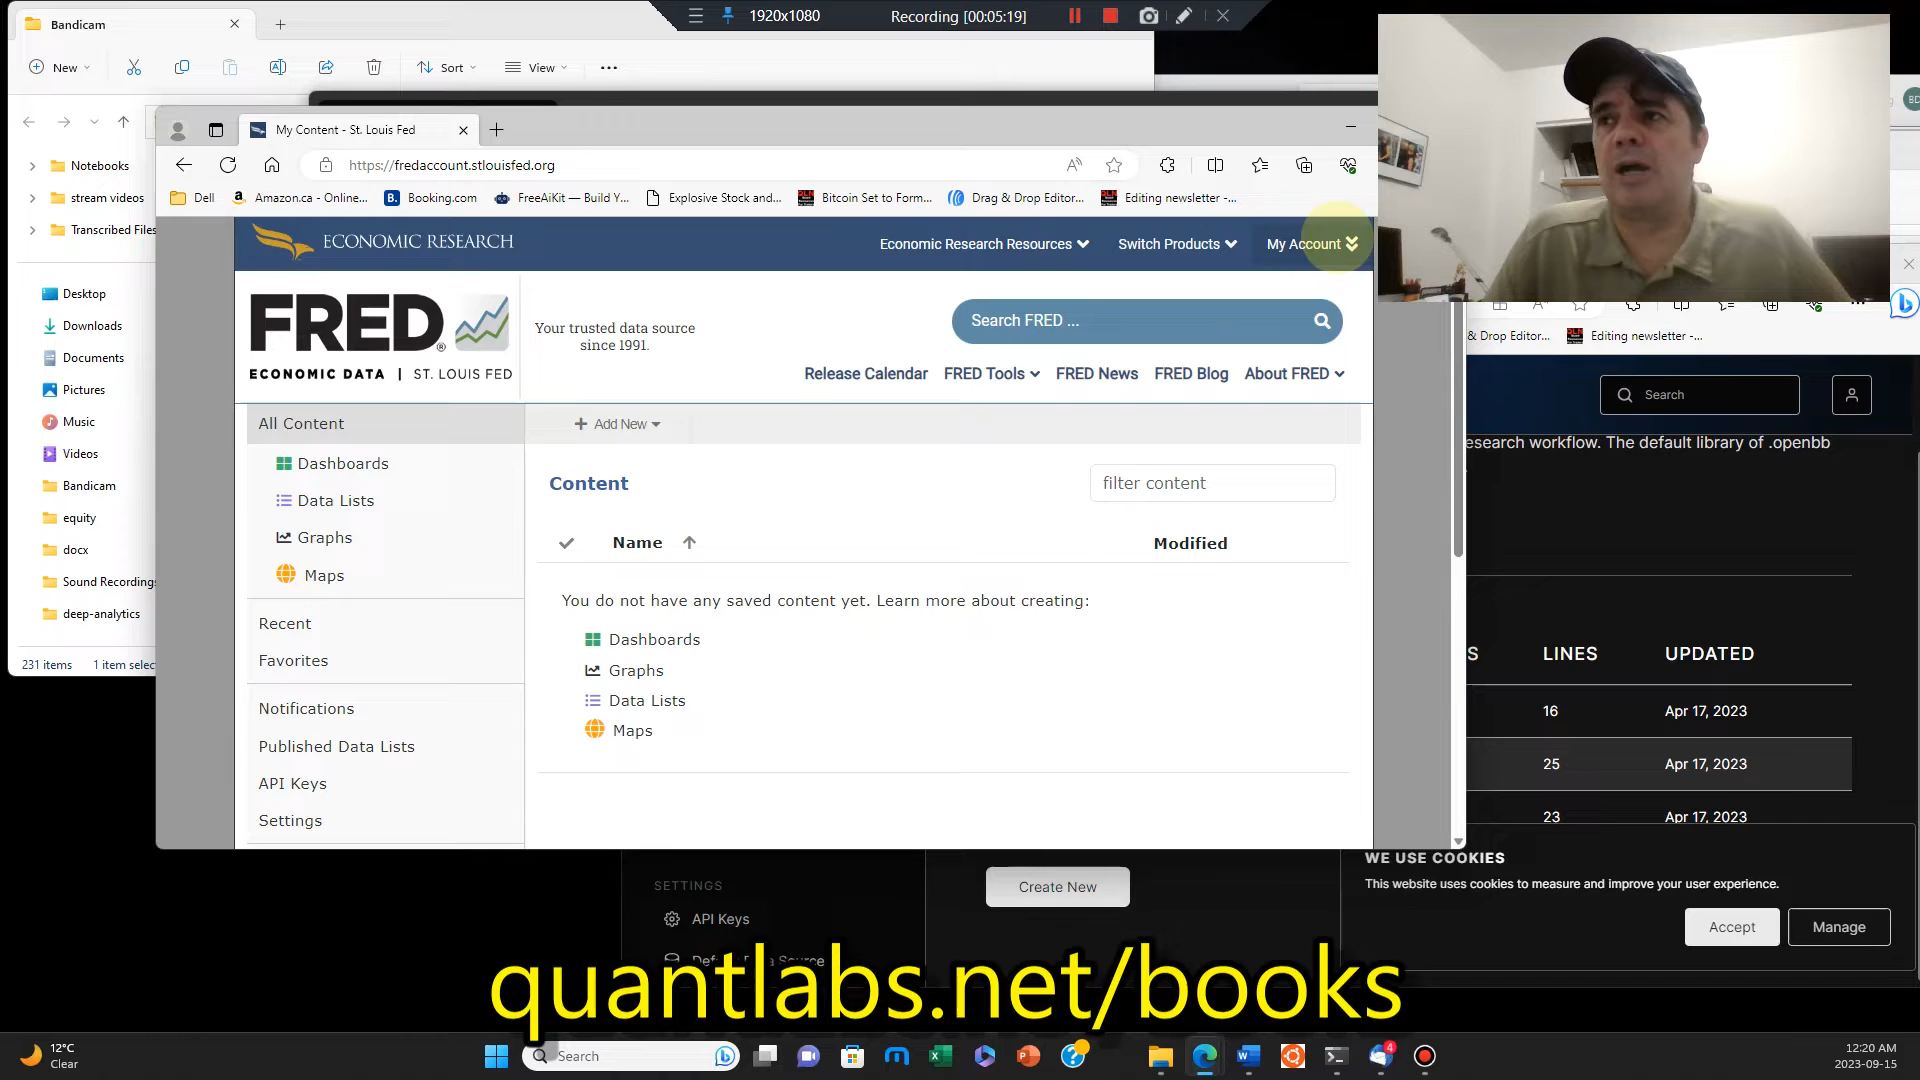 Bandicam
1920x1080
Recording [00:05:19]
New
Sort
View
My Content - St. Louis Fed
https://fredaccount.stlouisfed.org
Dell
Amazon.ca - Online...
Booking.com
FreeAiKit — Build Y...
Explosive Stock and...
Bitcoin Set to Form...
Drag & Drop Editor...
Editing newsletter -...
Notebooks
stream videos
Transcribed Files
Desktop
Downloads
Documents
Pictures
Music
Videos
Bandicam
equity
docx
Sound Recordings
deep-analytics
231 items
1 item selec
ECONOMIC RESEARCH
Economic Research Resources
Switch Products
My Account
FRED®
ECONOMIC DATA | ST. LOUIS FED
Your trusted data source
since 1991.
Search FRED ...
Release Calendar
FRED Tools
FRED News
FRED Blog
About FRED
All Content
Dashboards
Data Lists
Graphs
Maps
Recent
Favorites
Notifications
Published Data Lists
API Keys
Settings
Add New
Content
filter content
Name
Modified
You do not have any saved content yet. Learn more about creating:
Dashboards
Graphs
Data Lists
Maps
BD
& Drop Editor...
Editing newsletter -...
Search
esearch workflow. The default library of .openbb
S
LINES
UPDATED
16
Apr 17, 2023
25
Apr 17, 2023
23
Apr 17, 2023
WE USE COOKIES
This website uses cookies to measure and improve your user experience.
Accept
Manage
Create New
SETTINGS
API Keys
quantlabs.net/books
12°C
Clear
Search
4
12:20 AM
2023-09-15